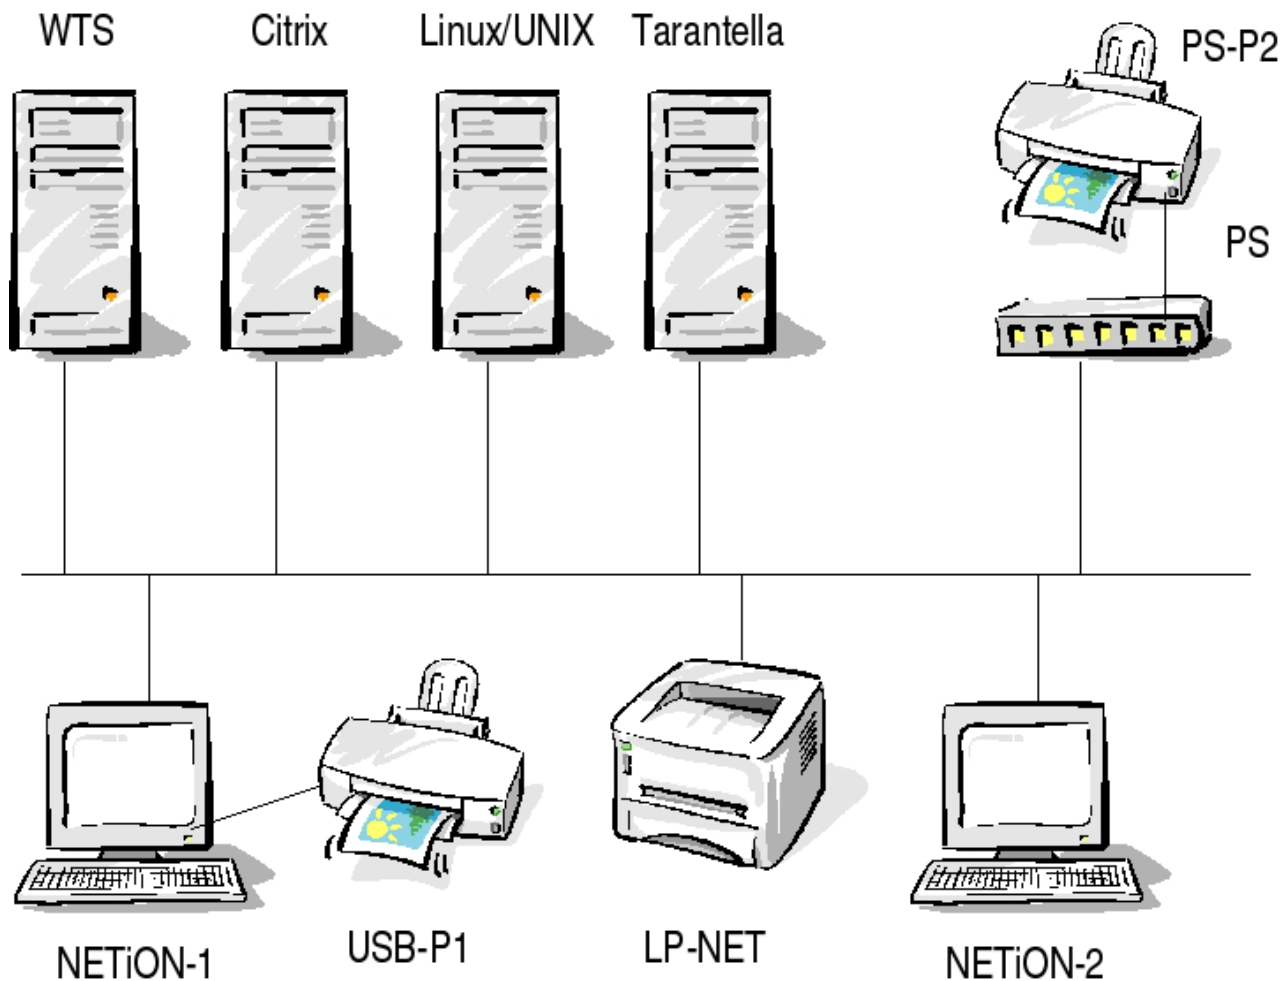 WTS
Citrix
Linux/UNIX
Tarantella
PS-P2
PS
NETiON-1
USB-P1
LP-NET
NETiON-2